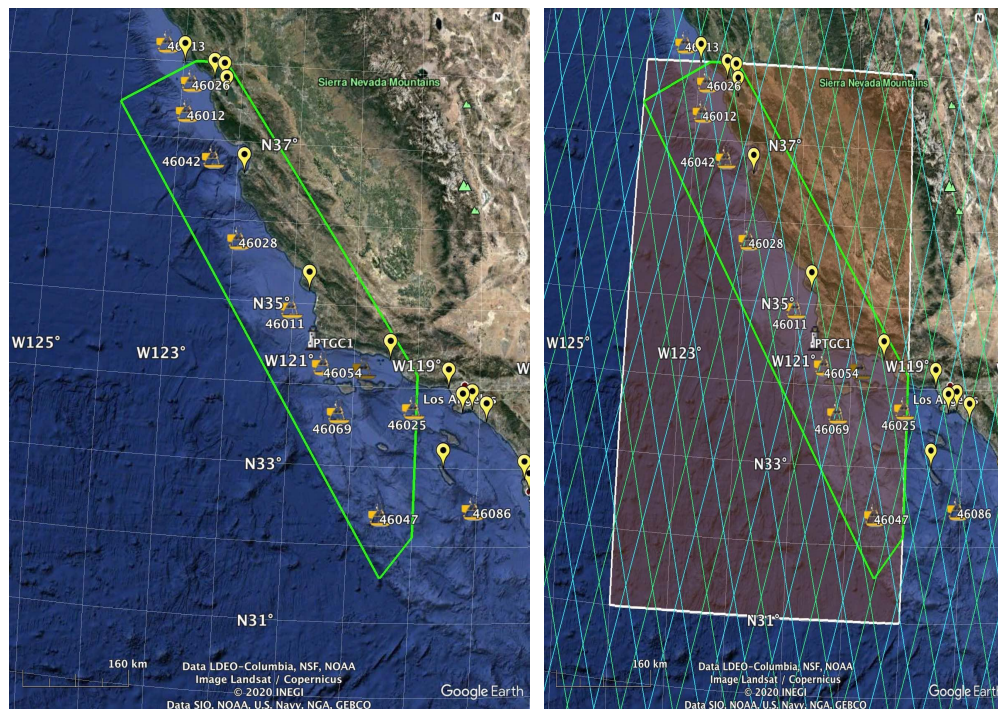 N
46013
46026
Sierra Nevada Mountains
46012
N37°
46042
46028
N35°
46011
W125°
W123°
PTGC1
W121°
46054
W119°
W
Los Angeles
46069
46025
N33°
46047
46086
N31°
160 km
Data LDEO-Columbia, NSF, NOAA
Image Landsat / Copernicus
© 2020 INEGI
Data SIO, NOAA, U.S. Navy, NGA, GEBCO
Google Earth
N
46013
Sierra Nevada Mountains
46026
46012
N37°
46042
46028
N35°
46011
W125°
W123°
PTGC1
W121°
46054
W119°
Los Angeles
46069
46025
N33°
46047
46086
N31°
160 km
Data LDEO-Columbia, NSF, NOAA
Image Landsat / Copernicus
© 2020 INEGI
Data SIO, NOAA, U.S. Navy, NGA, GEBCO
Google Earth